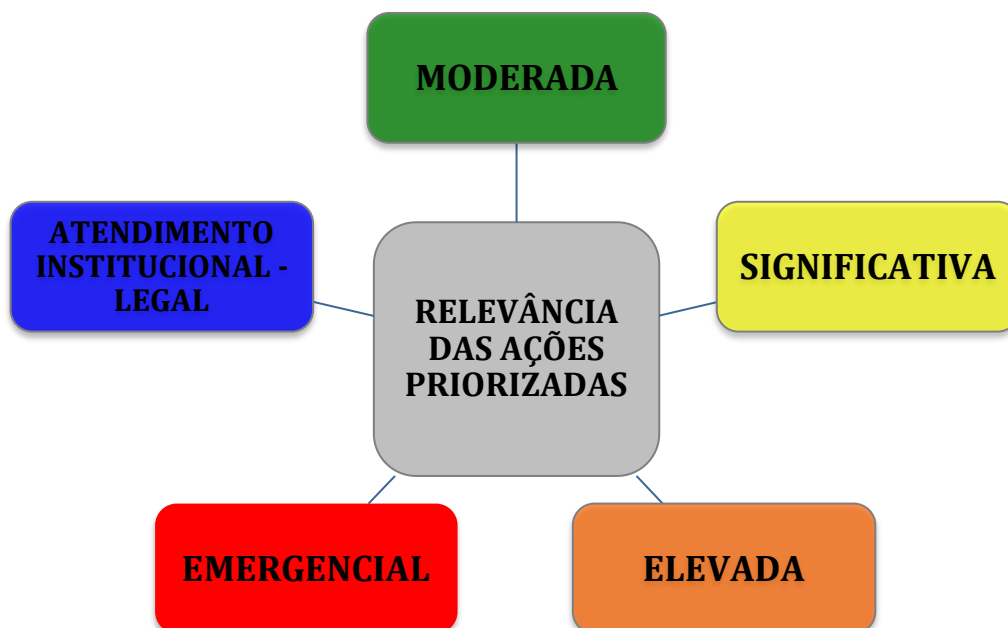 MODERADA
ATENDIMENTO
INSTITUCIONAL -
LEGAL
SIGNIFICATIVA
RELEVÂNCIA
DAS AÇÕES
PRIORIZADAS
EMERGENCIAL
ELEVADA